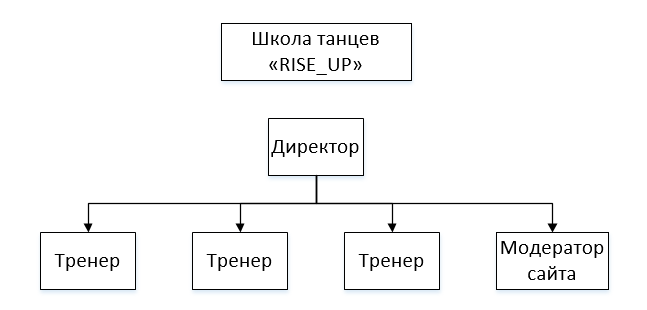 Школа танцев
«RISE_UP»
Директор
Тренер
Тренер
Тренер
Модератор
сайта